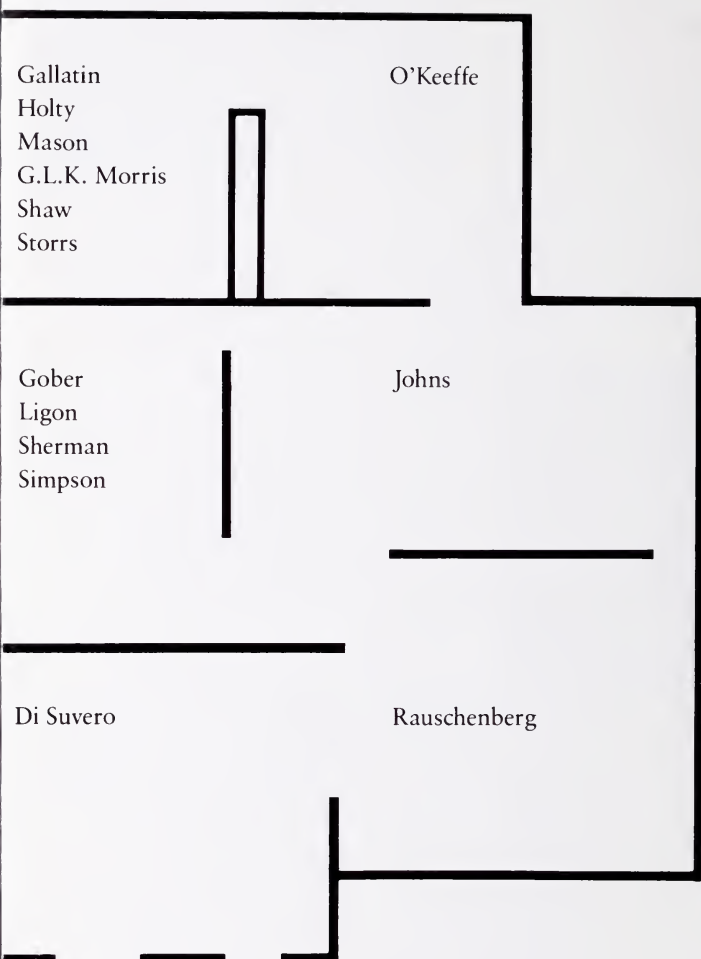 Gallatin
Holty
Mason
G.L.K. Morris
Shaw
Storrs
O'Keeffe
Gober
Ligon
Sherman
Simpson
Johns
Di Suvero
Rauschenberg